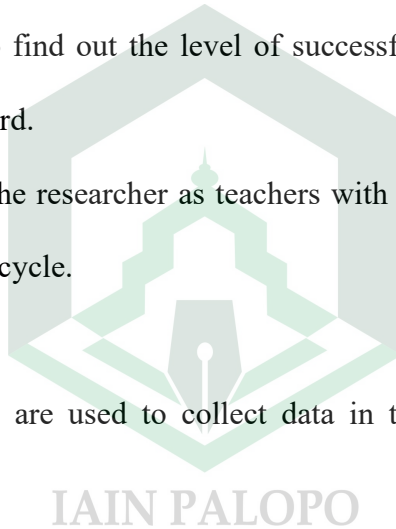 find out the level of successf
rd.
he researcher as teachers with
cycle.
are used to collect data in t
IAIN PALOPO